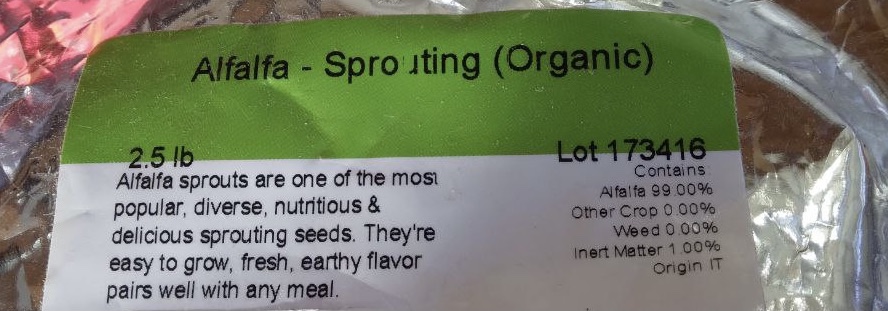 Alfalfa - Sprouting (Organic)
2.5 lb
Lot 173416
Alfalfa sprouts are one of the most
popular, diverse, nutritious &
delicious sprouting seeds. They're
easy to grow, fresh, earthy flavor
pairs well with any meal.
Contains:
Alfalfa 99.00%
Other Crop 0.00%
Weed 0.00%
Inert Matter 1.00%
Origin IT